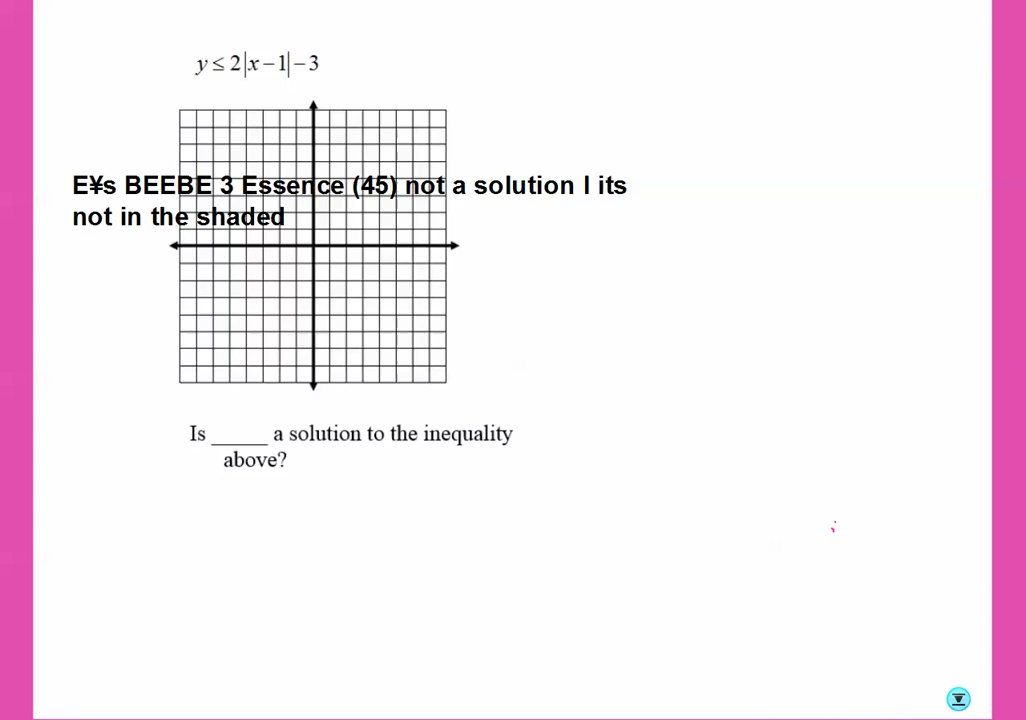 y ≤ 2|x − 1| − 3
E¥s BEEBE 3 Essence (45) not a solution I its
not in the shaded
Is _____ a solution to the inequality
above?